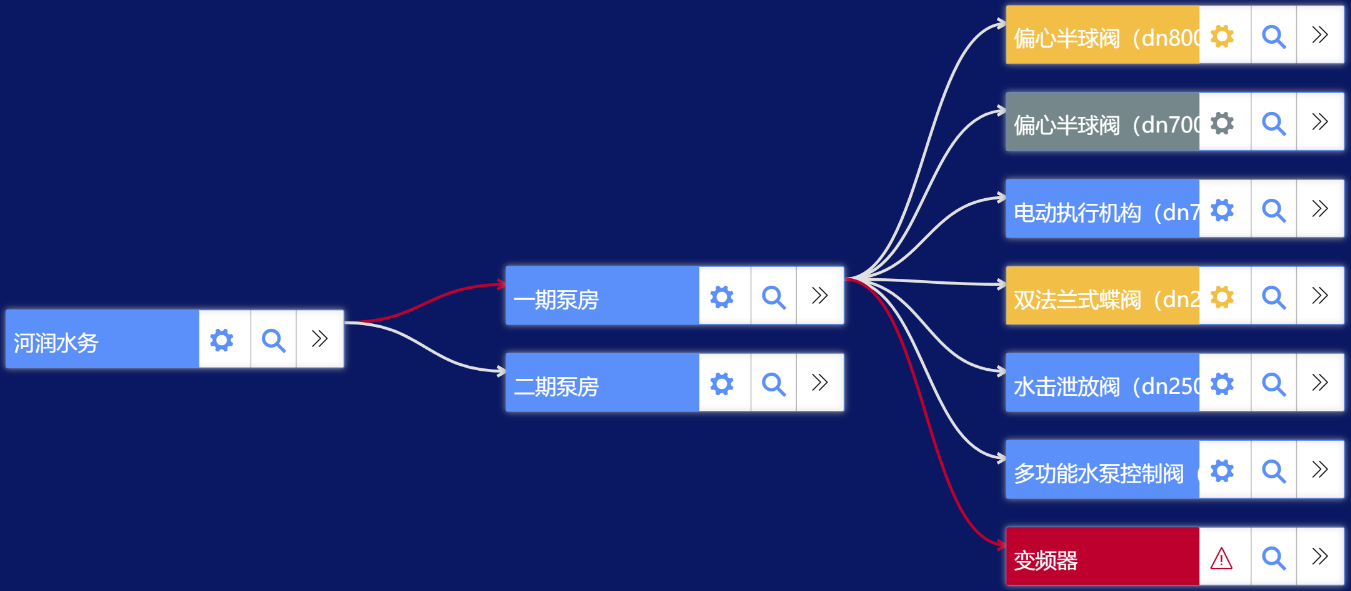 偏心半球阀（dn800
偏心半球阀（dn700
电动执行机构（dn7
双法兰式蝶阀（dn2
一期泵房
河润水务
二期泵房
水击泄放阀（dn250
多功能水泵控制阀（
变频器